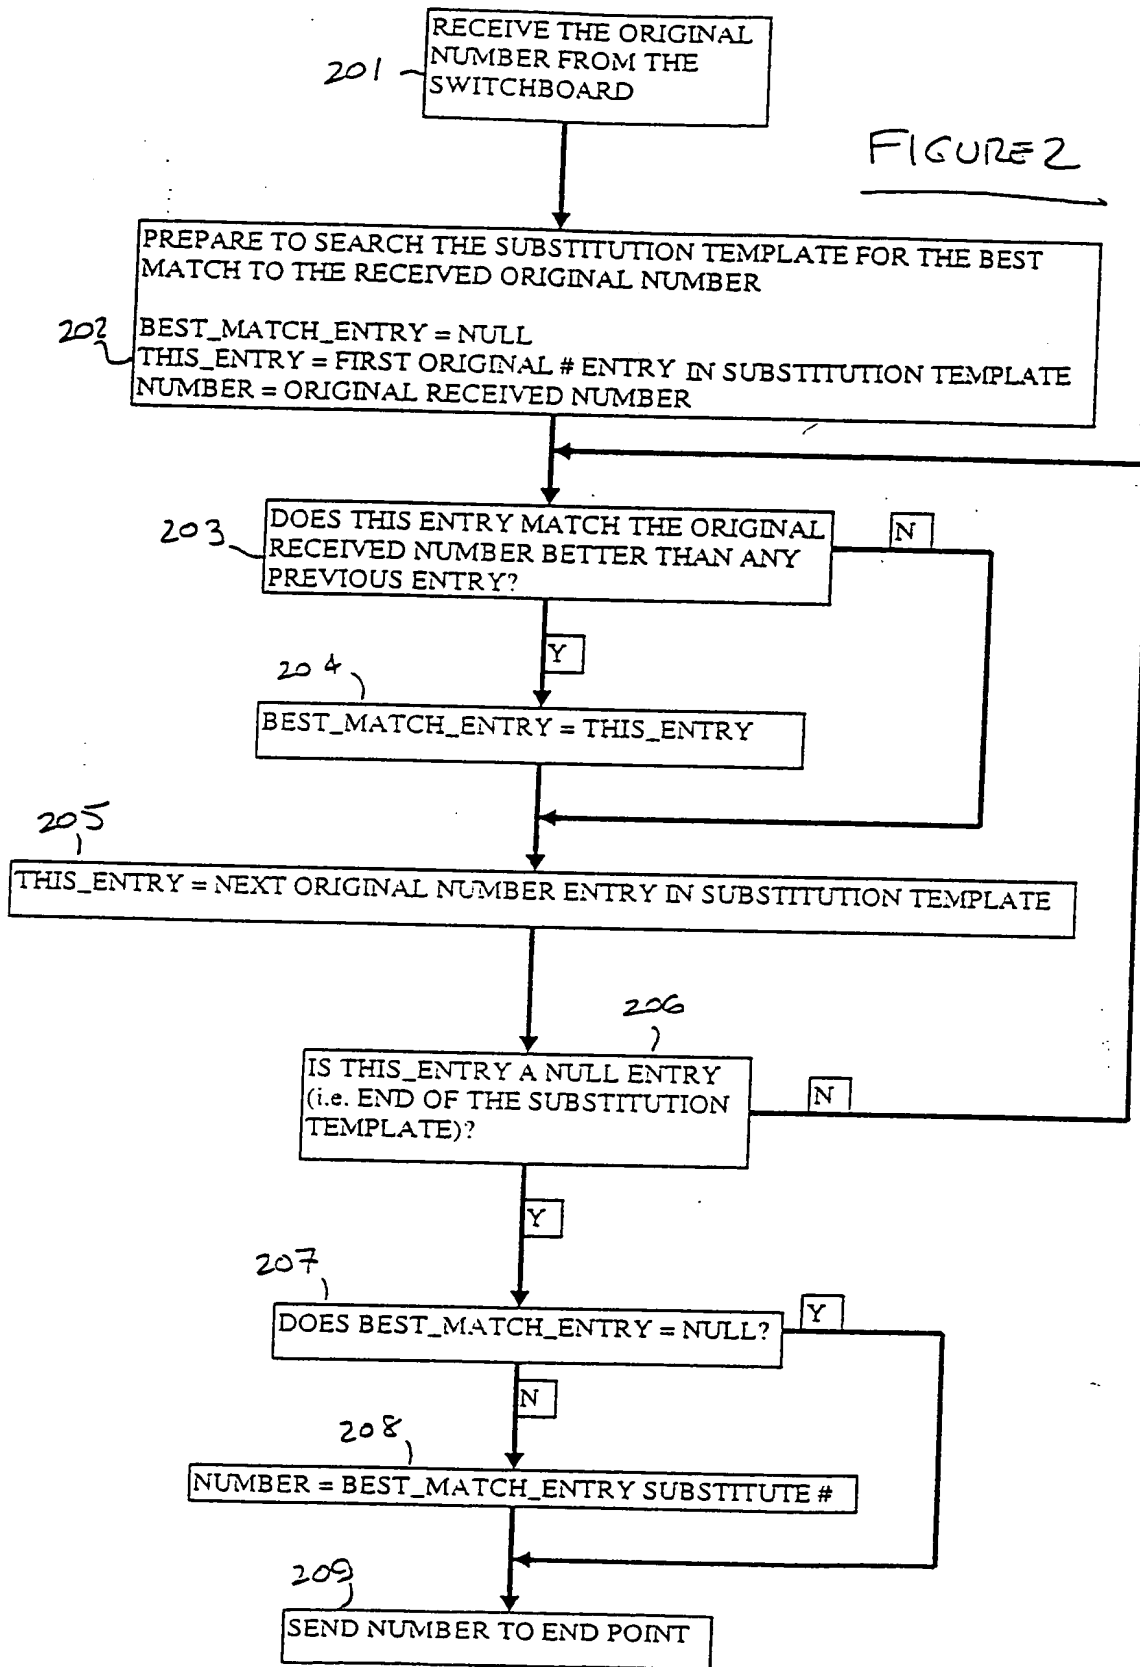 RECEIVE THE ORIGINAL
NUMBER FROM THE
SWITCHBOARD
201
FIGURE 2
PREPARE TO SEARCH THE SUBSTITUTION TEMPLATE FOR THE BEST
MATCH TO THE RECEIVED ORIGINAL NUMBER
BEST_MATCH_ENTRY = NULL
202
THIS_ENTRY = FIRST ORIGINAL # ENTRY IN SUBSTITUTION TEMPLATE
NUMBER = ORIGINAL RECEIVED NUMBER
203
DOES THIS ENTRY MATCH THE ORIGINAL
RECEIVED NUMBER BETTER THAN ANY
PREVIOUS ENTRY?
N
Y
204
BEST_MATCH_ENTRY = THIS_ENTRY
205
THIS_ENTRY = NEXT ORIGINAL NUMBER ENTRY IN SUBSTITUTION TEMPLATE
206
IS THIS_ENTRY A NULL ENTRY
(i.e. END OF THE SUBSTITUTION
TEMPLATE)?
N
Y
207
DOES BEST_MATCH_ENTRY = NULL?
Y
N
208
NUMBER = BEST_MATCH_ENTRY SUBSTITUTE #
209
SEND NUMBER TO END POINT